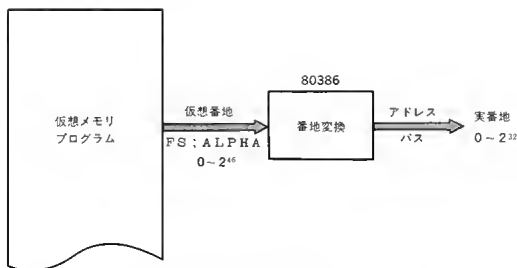 仮想メモリ
プログラム
仮想番地
FS;ALPHA
0~2⁴⁶
80386
番地変換
アドレス
バス
実番地
0~2³²